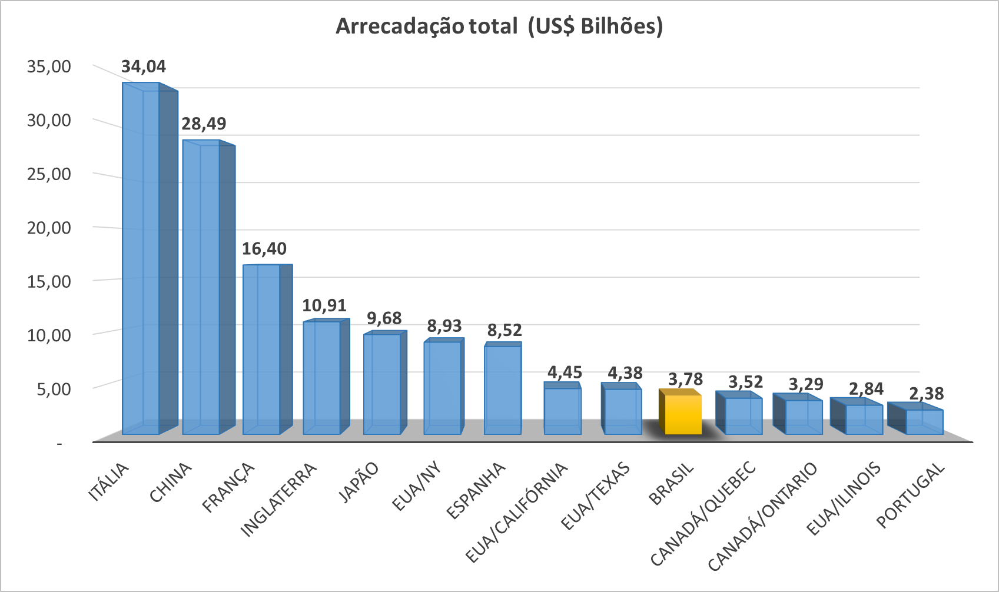 Arrecadação total (US$ Bilhões)
35,00
30,00
25,00
20,00
15,00
10,00
5,00
-
34,04
28,49
16,40
10,91
9,68
8,93
8,52
4,45
4,38
3,78
3,52
3,29
2,84
2,38
ITÁLIA
CHINA
FRANÇA
INGLATERRA
JAPÃO
EUA/NY
ESPANHA
EUA/CALIFÓRNIA
EUA/TEXAS
BRASIL
CANADÁ/QUEBEC
CANADÁ/ONTARIO
EUA/ILINOIS
PORTUGAL